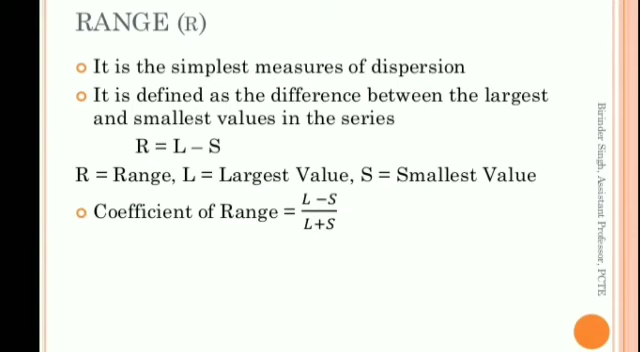 RANGE (R)
It is the simplest measures of dispersion
It is defined as the difference between the largest
and smallest values in the series
R = L – S
R = Range, L = Largest Value, S = Smallest Value
Coefficient of Range = L –S / L+S
Birinder Singh, Assistant Professor, PCTE